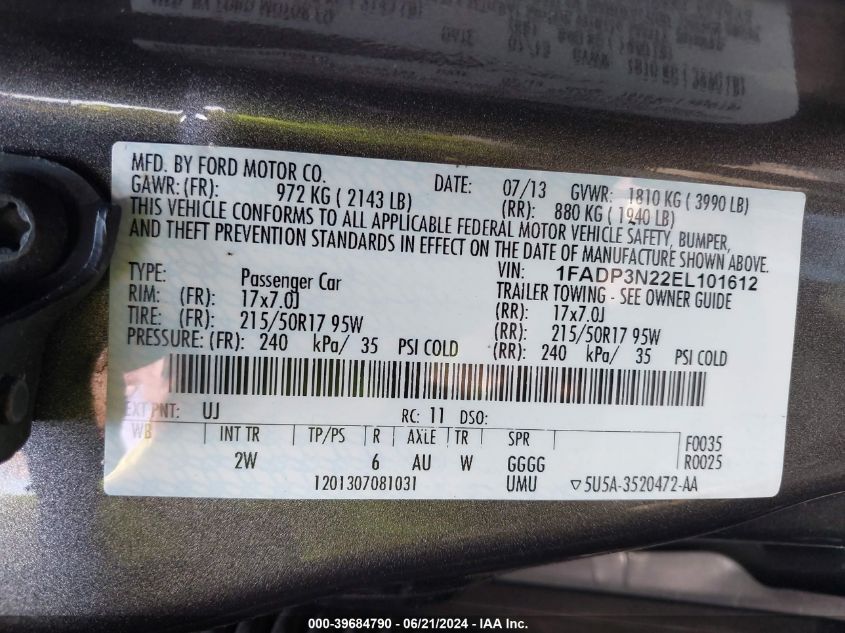 MFD. BY FORD MOTOR CO. DATE: 07/13 GVWR: 1810 KG ( 3990 LB)
GAWR: (FR): 972 KG ( 2143 LB) (RR): 880 KG ( 1940 LB)
THIS VEHICLE CONFORMS TO ALL APPLICABLE FEDERAL MOTOR VEHICLE SAFETY, BUMPER,
AND THEFT PREVENTION STANDARDS IN EFFECT ON THE DATE OF MANUFACTURE SHOWN ABOVE.
VIN: 1FADP3N22EL101612
TYPE: Passenger Car TRAILER TOWING - SEE OWNER GUIDE
RIM: (FR): 17x7.0J (RR): 17x7.0J
TIRE: (FR): 215/50R17 95W (RR): 215/50R17 95W
PRESSURE: (FR): 240 kPa/ 35 PSI COLD (RR): 240 kPa/ 35 PSI COLD
EXT PNT: UJ RC: 11 DSO:
WB INT TR TP/PS R AXLE TR SPR F0035
2W 6 AU W GGGG R0025
1201307081031 UMU ▽5U5A-3520472-AA
000-39684790 - 06/21/2024 - IAA Inc.